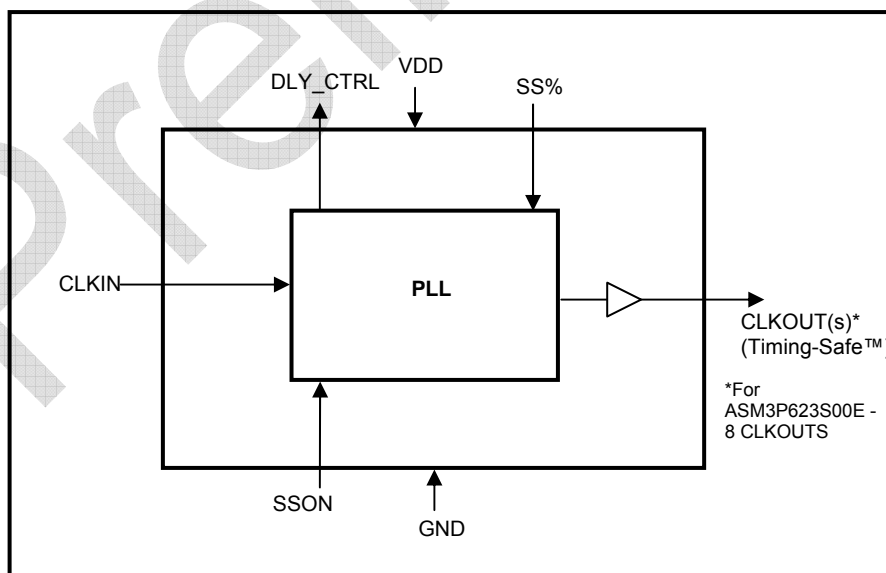 VDD
DLY_CTRL
SS%
CLKIN
PLL
CLKOUT(s)*
(Timing-Safe™)
*For
ASM3P623S00E -
8 CLKOUTS
SSON
GND